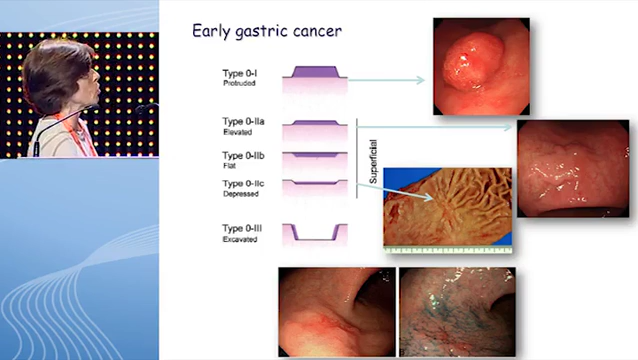 Early gastric cancer
Type 0-I
Protruded
Type 0-IIa
Elevated
Type 0-IIb
Flat
Type 0-IIc
Depressed
Superficial
Type 0-III
Excavated